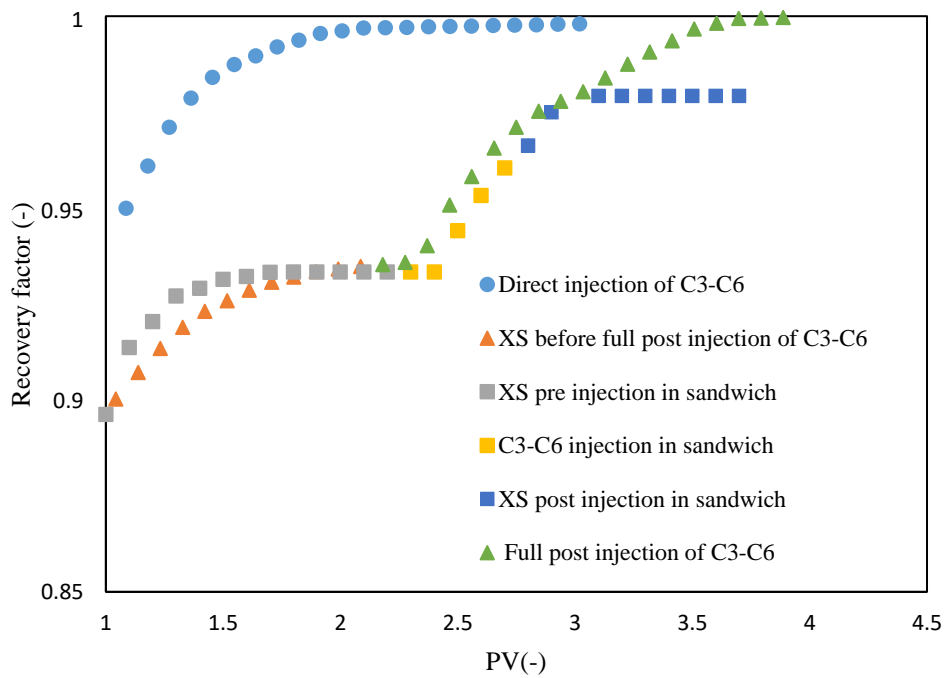 1
0.95
0.9
0.85
Recovery factor (-)
Direct injection of C3-C6
XS before full post injection of C3-C6
XS pre injection in sandwich
C3-C6 injection in sandwich
XS post injection in sandwich
Full post injection of C3-C6
1 1.5 2 2.5 3 3.5 4 4.5
PV(-)